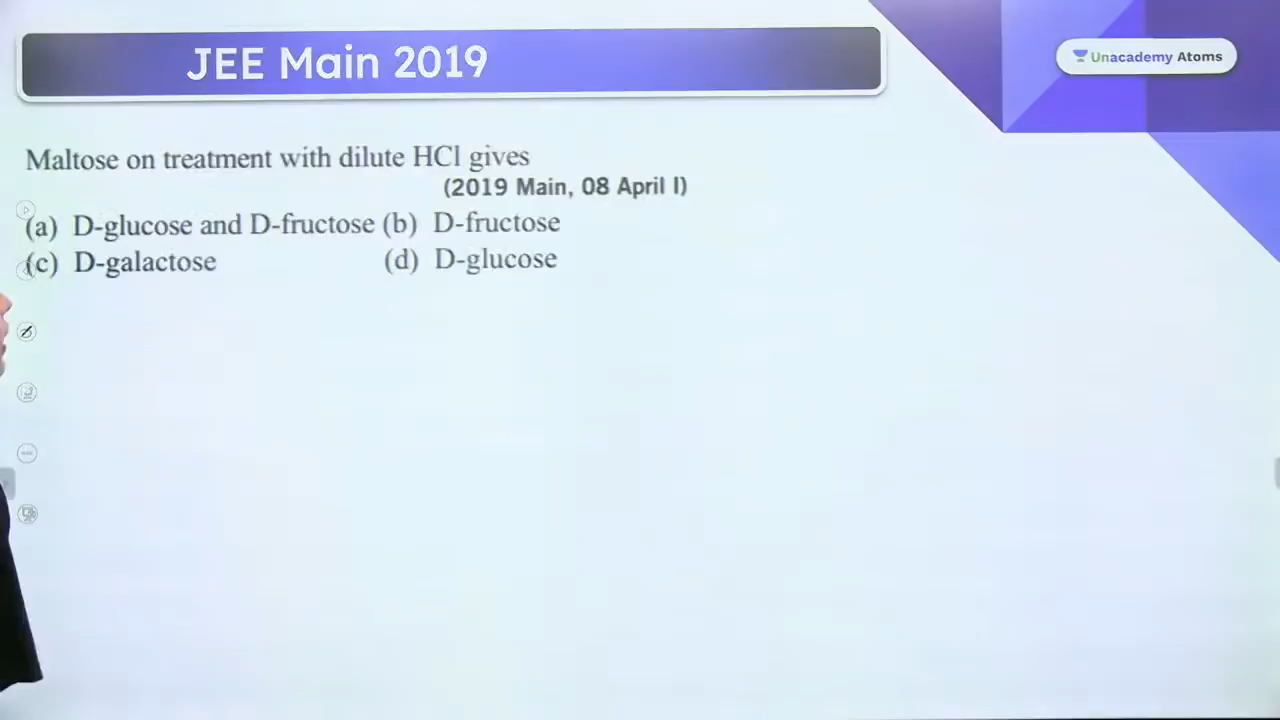 JEE Main 2019
Unacademy Atoms
Maltose on treatment with dilute HCl gives
(2019 Main, 08 April I)
(a) D-glucose and D-fructose (b) D-fructose
(c) D-galactose (d) D-glucose